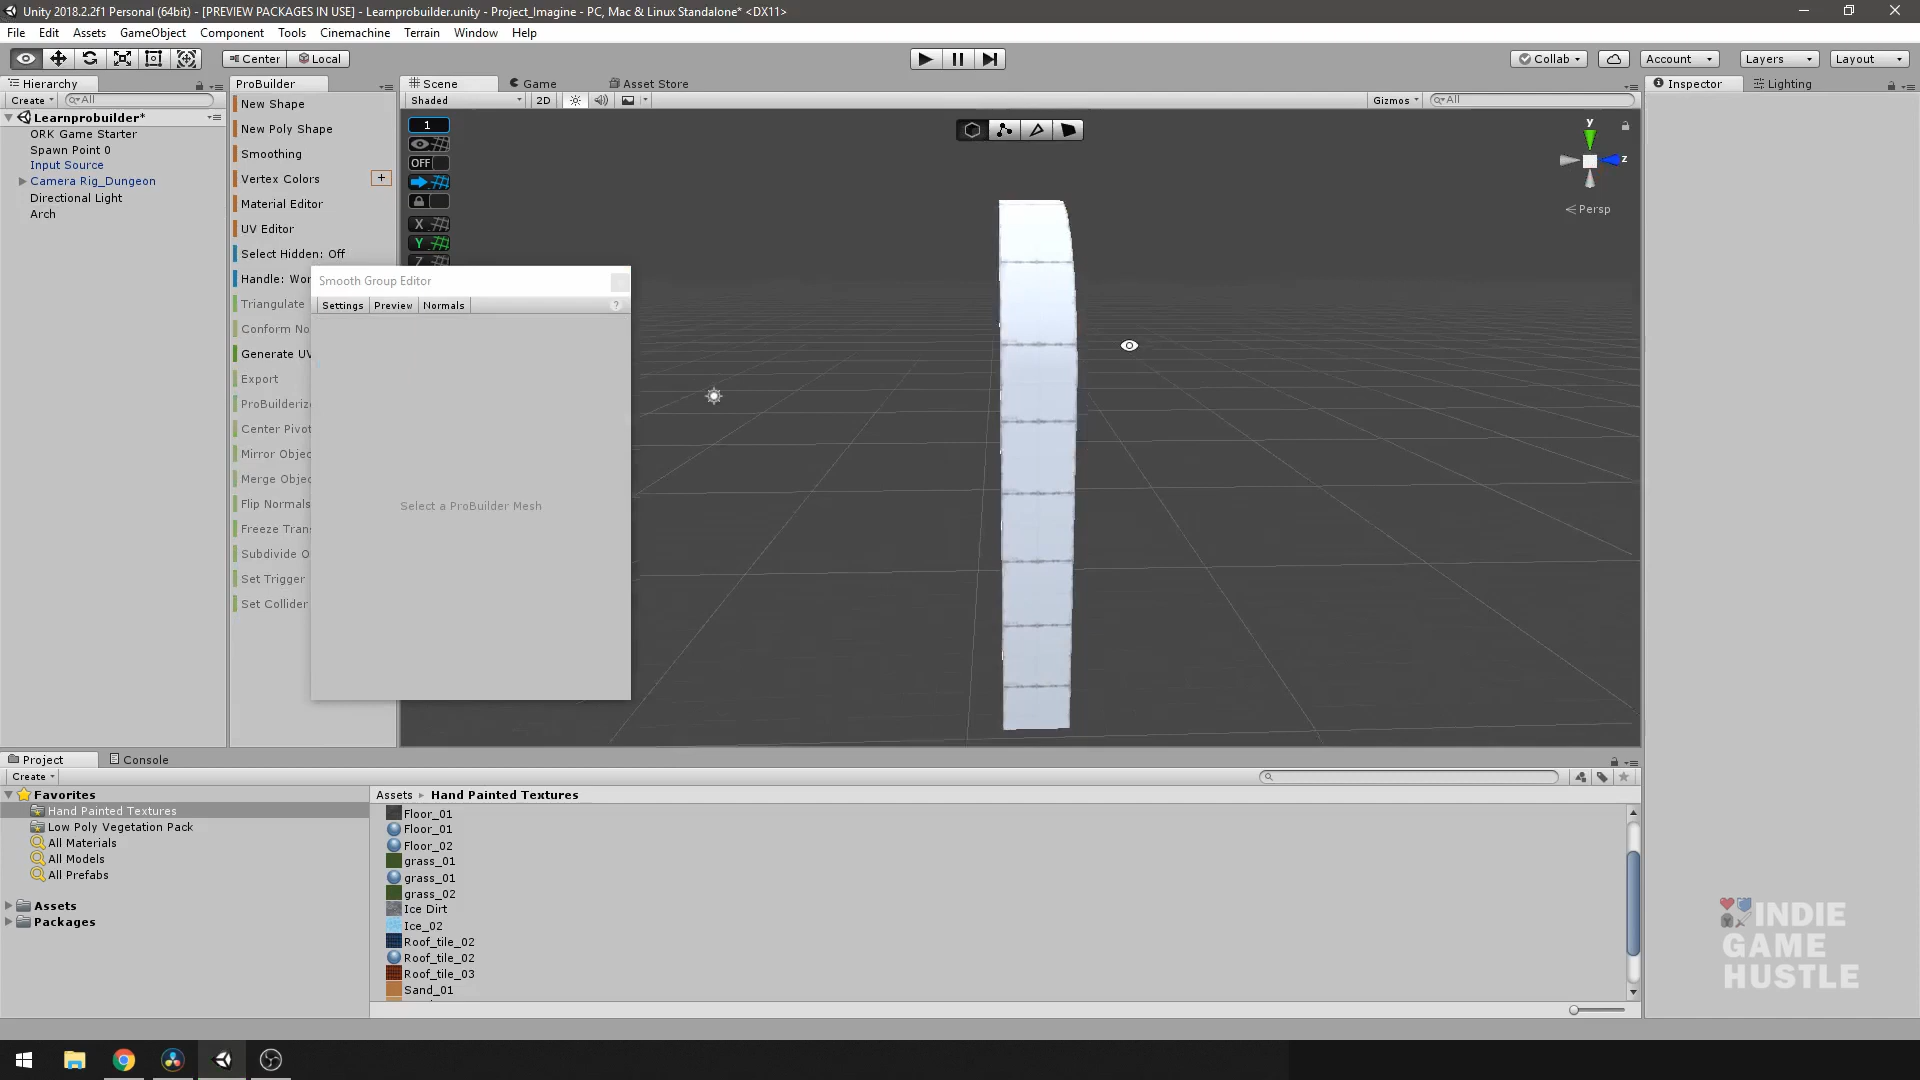 Unity 2018.2.2f1 Personal (64bit) - [PREVIEW PACKAGES IN USE] - Learnprobuilder.unity - Project_Imagine - PC, Mac & Linux Standalone* <DX11>
File Edit Assets GameObject Component Tools Cinemachine Terrain Window Help
Center Local Collab Account Layers Layout
Hierarchy ProBuilder Scene Game Asset Store Inspector Lighting
Create All Shaded 2D Gizmos All
Learnprobuilder*
ORK Game Starter
Spawn Point 0
Input Source
Camera Rig_Dungeon
Directional Light
Arch
New Shape
New Poly Shape
Smoothing
Vertex Colors +
Material Editor
UV Editor
Select Hidden: Off
Handle: Wor
Triangulate
Conform No
Generate UV
Export
ProBuilderiz
Center Pivot
Mirror Objec
Merge Objec
Flip Normals
Freeze Tran
Subdivide O
Set Trigger
Set Collider
1
OFF
X
Y
Z
y
z
Persp
Smooth Group Editor
Settings Preview Normals ?
Select a ProBuilder Mesh
Project Console
Create
Favorites
Hand Painted Textures
Low Poly Vegetation Pack
All Materials
All Models
All Prefabs
Assets
Packages
Assets Hand Painted Textures
Floor_01
Floor_01
Floor_02
grass_01
grass_01
grass_02
Ice Dirt
Ice_02
Roof_tile_02
Roof_tile_02
Roof_tile_03
Sand_01
INDIE
GAME
HUSTLE